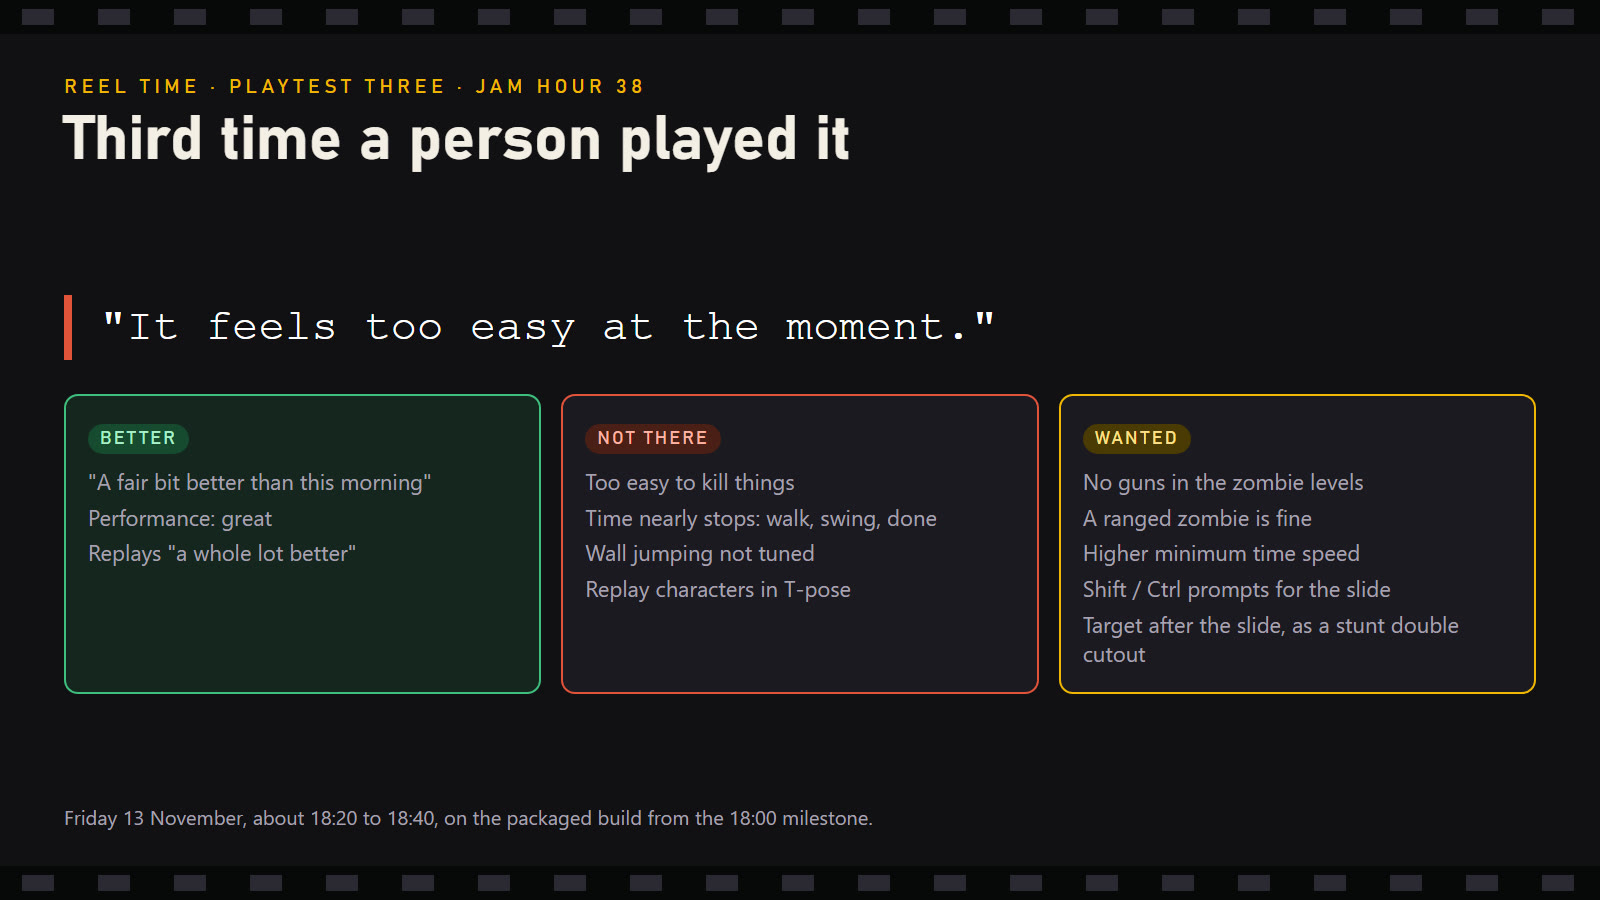 REEL TIME · PLAYTEST THREE · JAM HOUR 38
Third time a person played it
"It feels too easy at the moment."
BETTER
"A fair bit better than this morning"
Performance: great
Replays "a whole lot better"
NOT THERE
Too easy to kill things
Time nearly stops: walk, swing, done
Wall jumping not tuned
Replay characters in T-pose
WANTED
No guns in the zombie levels
A ranged zombie is fine
Higher minimum time speed
Shift / Ctrl prompts for the slide
Target after the slide, as a stunt double
cutout
Friday 13 November, about 18:20 to 18:40, on the packaged build from the 18:00 milestone.